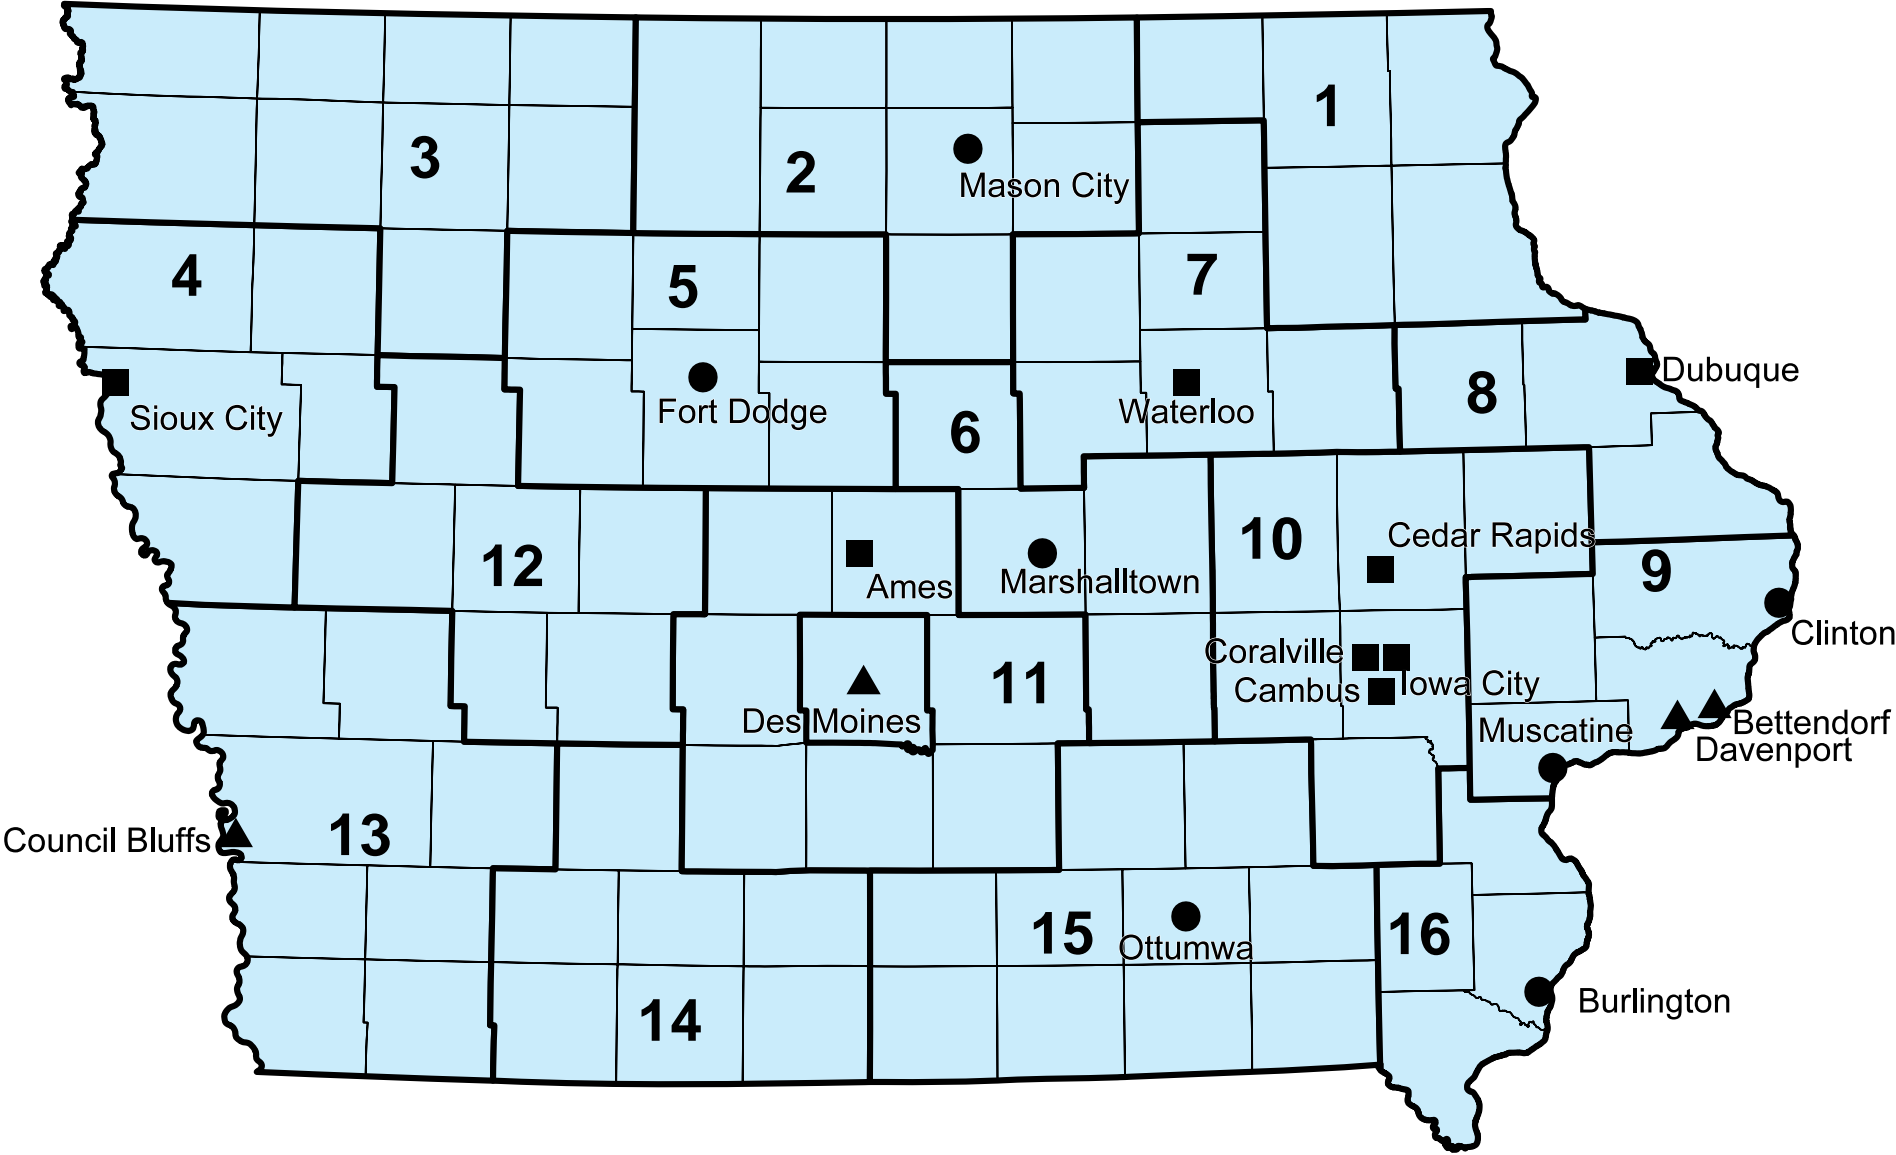 1
3
2
Mason City
4
5
7
Dubuque
8
Sioux City
Fort Dodge
Waterloo
6
Cedar Rapids
10
12
9
Ames
Marshalltown
Clinton
Coralville
Iowa City
11
Cambus
Des Moines
Muscatine
Bettendorf
Davenport
Council Bluffs
13
15
16
Ottumwa
Burlington
14